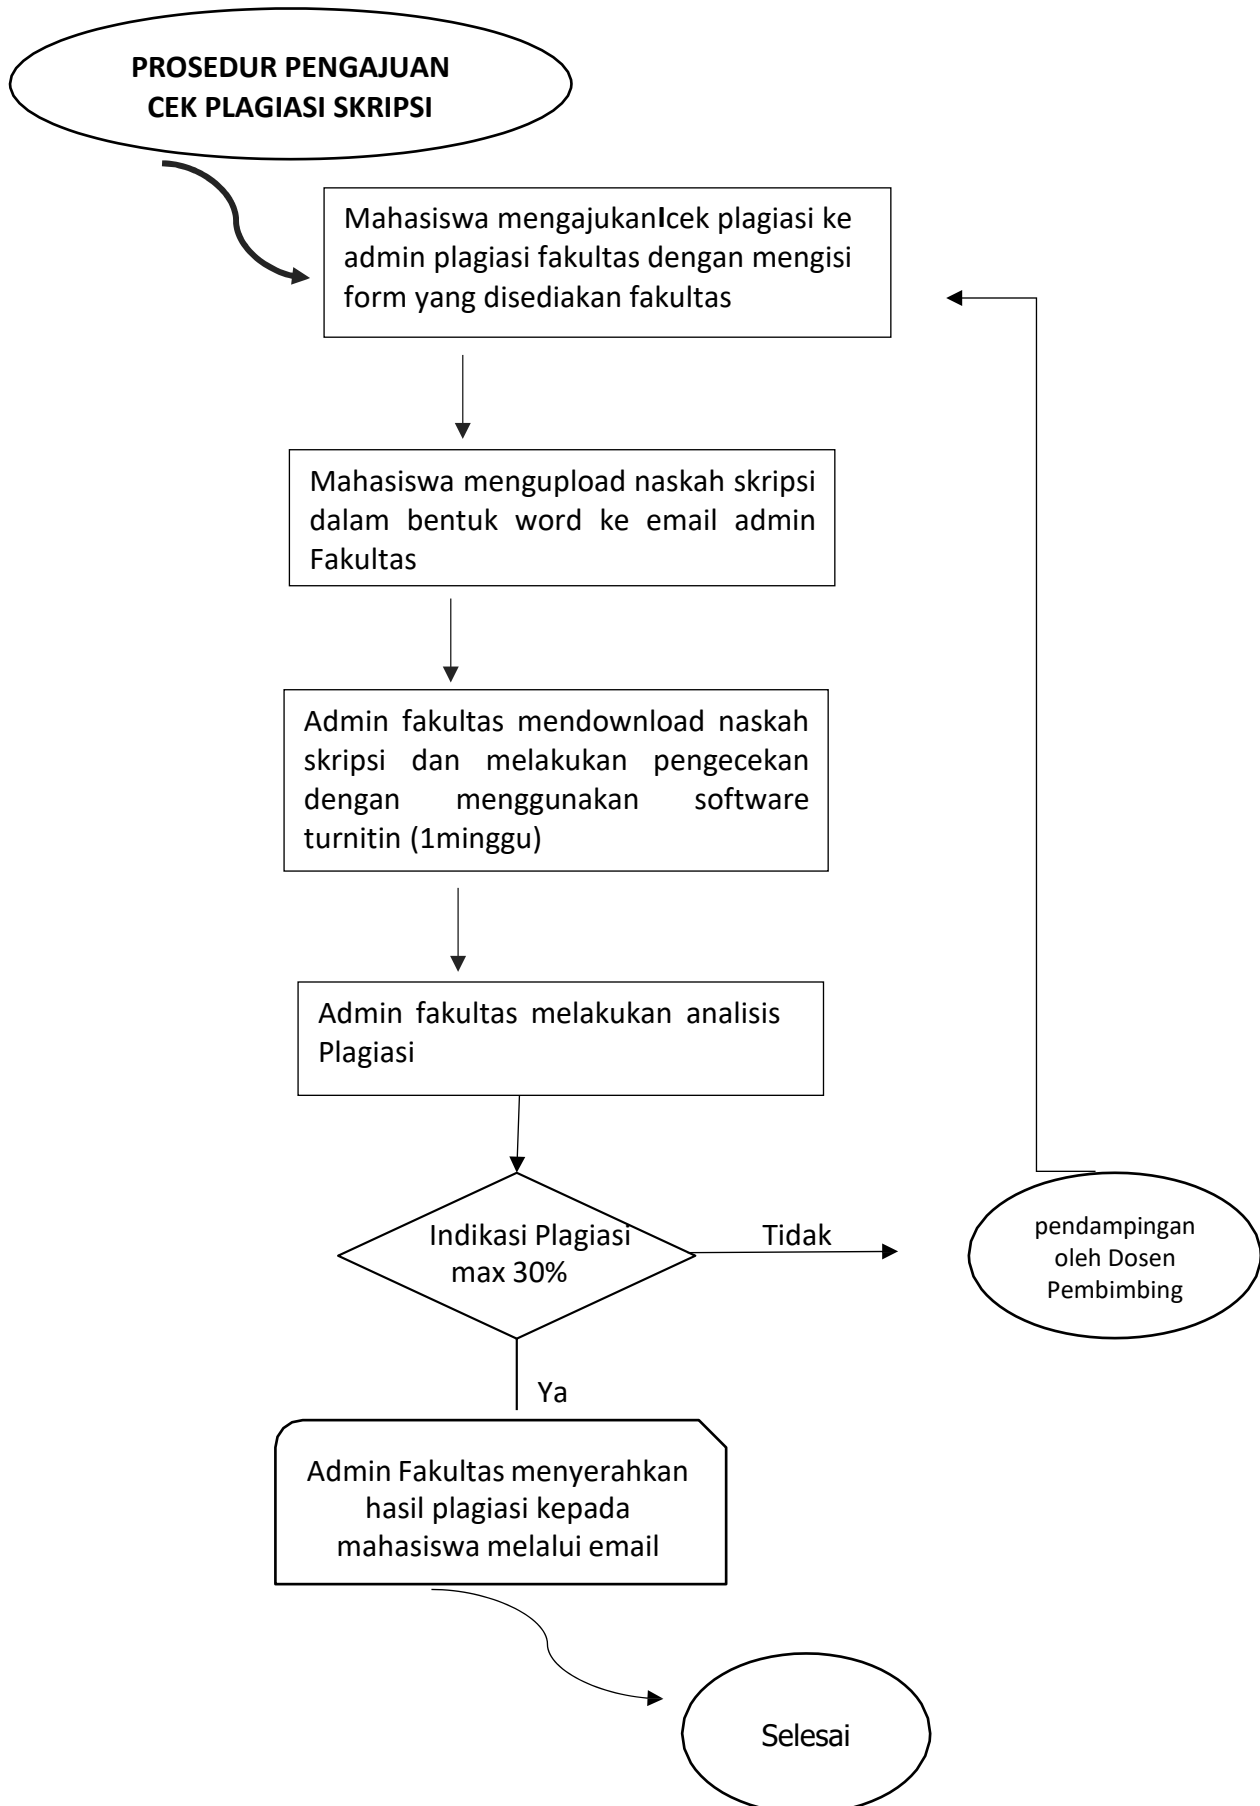 PROSEDUR PENGAJUAN
CEK PLAGIASI SKRIPSI
Mahasiswa mengajukanIcek plagiasi ke
admin plagiasi fakultas dengan mengisi
form yang disediakan fakultas
Mahasiswa mengupload naskah skripsi
dalam bentuk word ke email admin
Fakultas
Admin fakultas mendownload naskah
skripsi dan melakukan pengecekan
dengan menggunakan software
turnitin (1minggu)
Admin fakultas melakukan analisis
Plagiasi
Indikasi Plagiasi
max 30%
Tidak
pendampingan
oleh Dosen
Pembimbing
Ya
Admin Fakultas menyerahkan
hasil plagiasi kepada
mahasiswa melalui email
Selesai